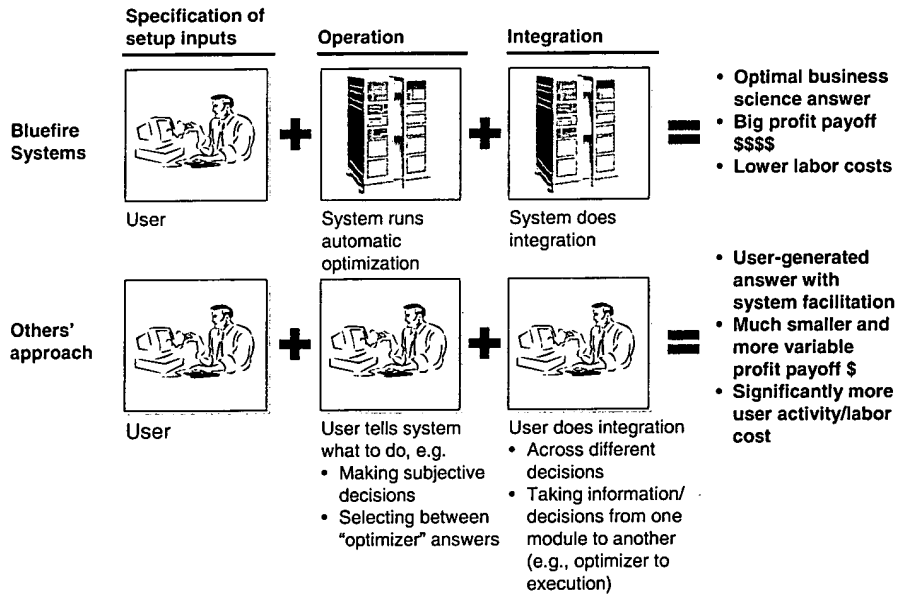 Specification of
setup inputs
Operation
Integration
Bluefire
Systems
User
System runs
automatic
optimization
System does
integration
• Optimal business
science answer
• Big profit payoff
$$$$
• Lower labor costs
Others'
approach
User
User tells system
what to do, e.g.
• Making subjective
decisions
• Selecting between
"optimizer" answers
User does integration
• Across different
decisions
• Taking information/
decisions from one
module to another
(e.g., optimizer to
execution)
• User-generated
answer with
system facilitation
• Much smaller and
more variable
profit payoff $
• Significantly more
user activity/labor
cost